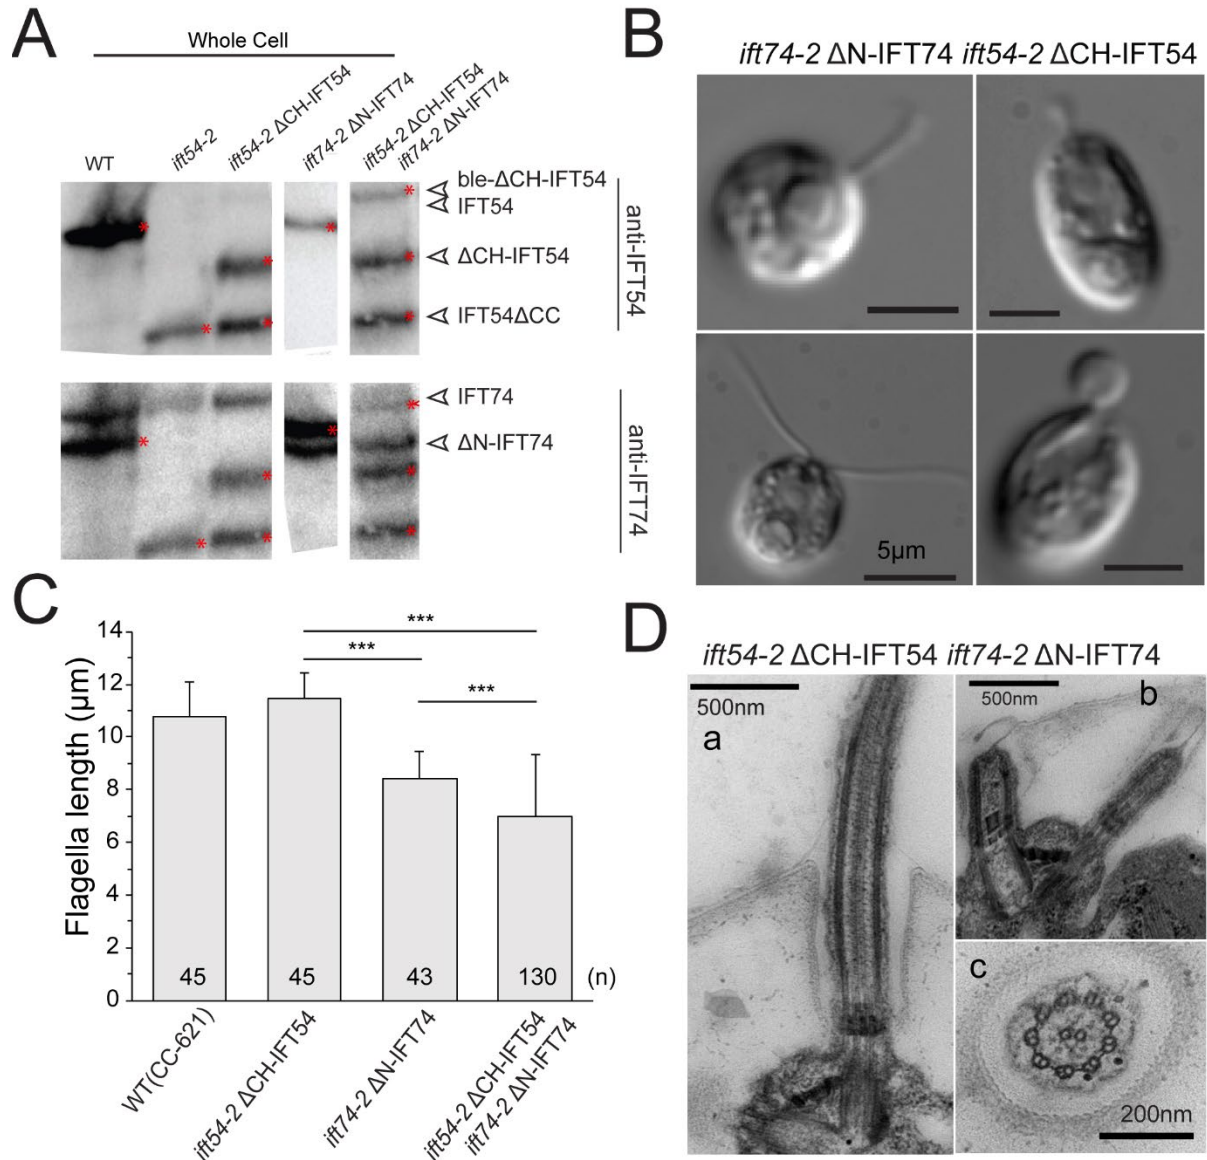 A
Whole Cell
WT
ift54-2
ift54-2 ΔCH-IFT54
ift74-2 ΔN-IFT74
ift54-2 ΔCH-IFT54
ift74-2 ΔN-IFT74
ble-ΔCH-IFT54
IFT54
ΔCH-IFT54
IFT54ΔCC
anti-IFT54
IFT74
ΔN-IFT74
anti-IFT74
B
ift74-2 ΔN-IFT74 ift54-2 ΔCH-IFT54
5μm
C
Flagella length (μm)
14
12
10
8
6
4
2
0
***
***
***
45
45
43
130
(n)
WT(CC-621)
ift54-2 ΔCH-IFT54
ift74-2 ΔN-IFT74
ift54-2 ΔCH-IFT54
ift74-2 ΔN-IFT74
D
ift54-2 ΔCH-IFT54 ift74-2 ΔN-IFT74
500nm
a
500nm
b
c
200nm